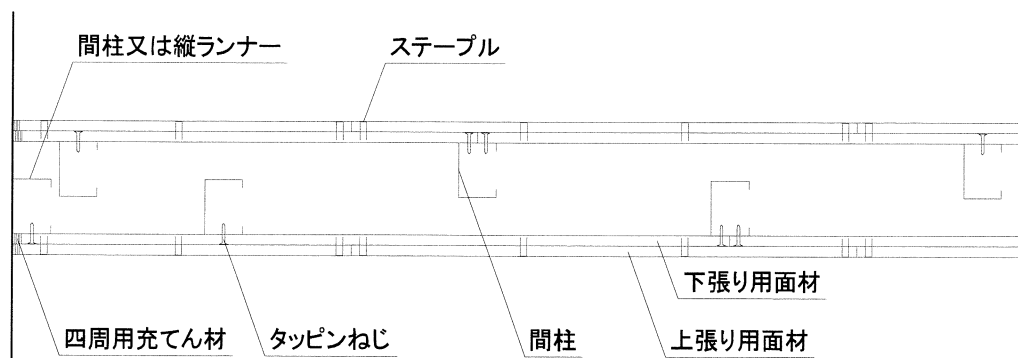 間柱又は縦ランナー
ステープル
下張り用面材
四周用充てん材
タッピンねじ
間柱
上張り用面材